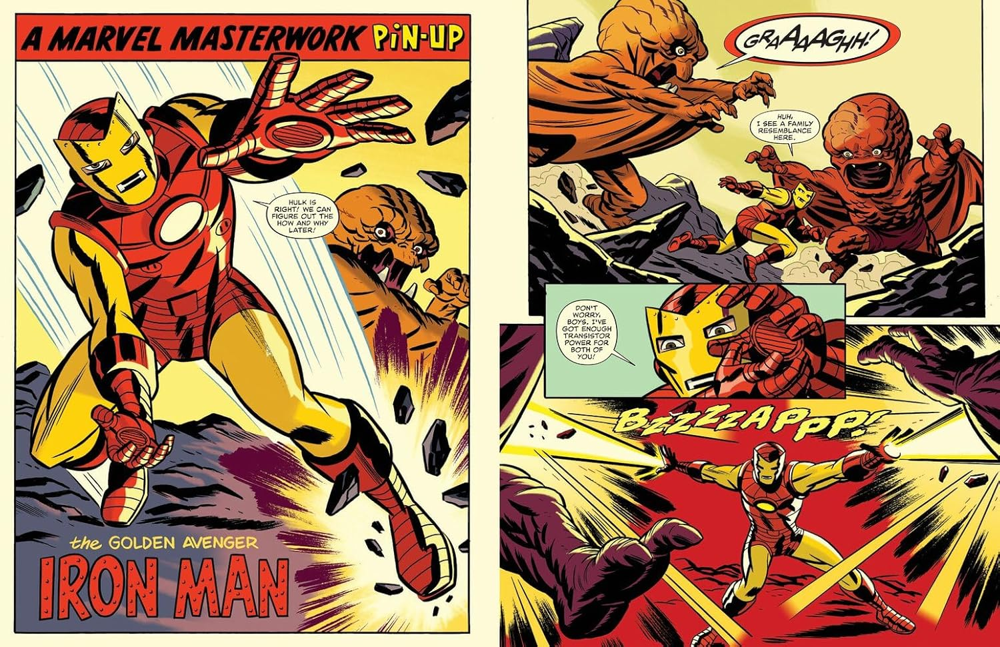 A MARVEL MASTERWORK PiN-UP
HULK IS
RIGHT! WE CAN
FIGURE OUT THE
HOW AND WHY
LATER!
the GOLDEN AVENGER
IRON MAN
GRAAAAGHH!
HUH,
I SEE A FAMILY
RESEMBLANCE
HERE.
DON'T
WORRY,
BOYS. I'VE
GOT ENOUGH
TRANSISTOR
POWER FOR
BOTH OF
YOU!
BZZZZZAPPP!